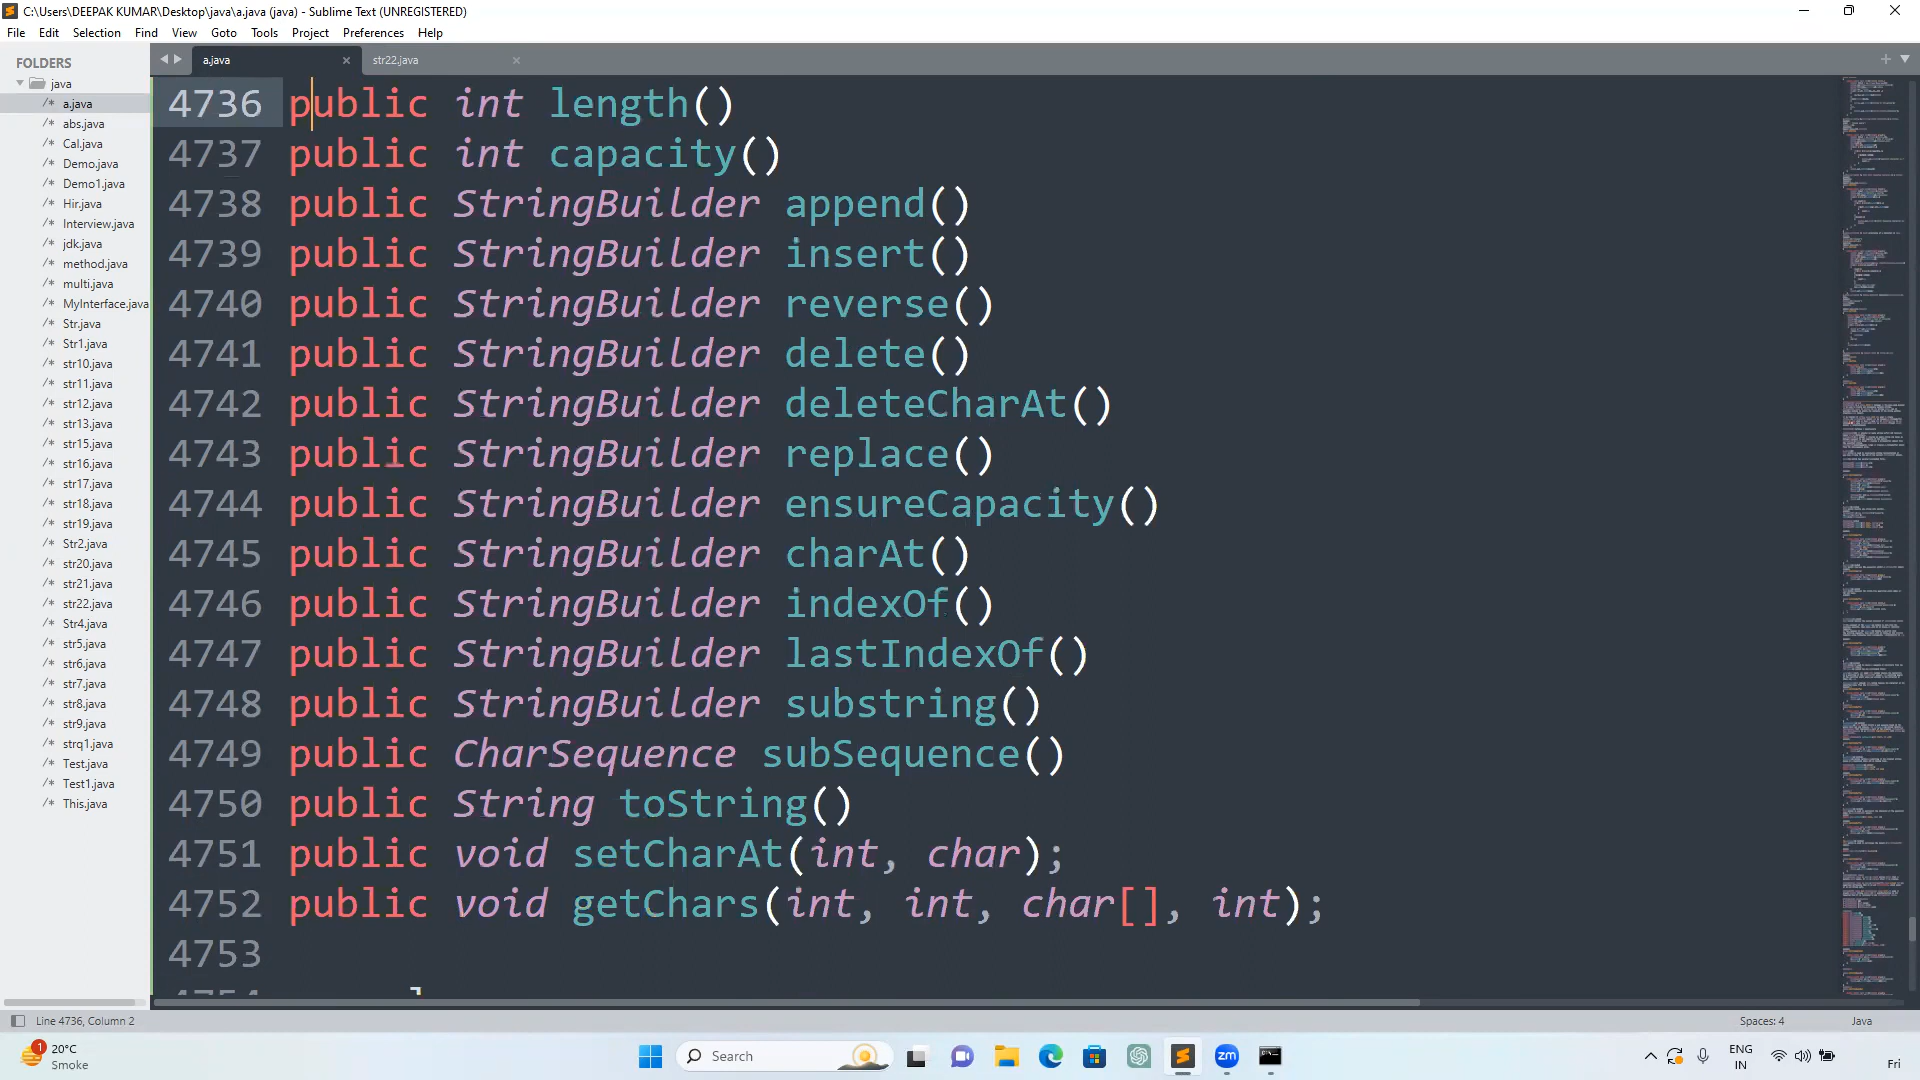 C:\Users\DEEPAK KUMAR\Desktop\java\a.java (java) - Sublime Text (UNREGISTERED)
File Edit Selection Find View Goto Tools Project Preferences Help
FOLDERS
java
/* a.java
/* abs.java
/* Cal.java
/* Demo.java
/* Demo1.java
/* Hir.java
/* Interview.java
/* jdk.java
/* method.java
/* multi.java
/* MyInterface.java
/* Str.java
/* Str1.java
/* str10.java
/* str11.java
/* str12.java
/* str13.java
/* str15.java
/* str16.java
/* str17.java
/* str18.java
/* str19.java
/* Str2.java
/* str20.java
/* str21.java
/* str22.java
/* Str4.java
/* str5.java
/* str6.java
/* str7.java
/* str8.java
/* str9.java
/* strq1.java
/* Test.java
/* Test1.java
/* This.java
a.java × str22.java ×
4736 public int length()
4737 public int capacity()
4738 public StringBuilder append()
4739 public StringBuilder insert()
4740 public StringBuilder reverse()
4741 public StringBuilder delete()
4742 public StringBuilder deleteCharAt()
4743 public StringBuilder replace()
4744 public StringBuilder ensureCapacity()
4745 public StringBuilder charAt()
4746 public StringBuilder indexOf()
4747 public StringBuilder lastIndexOf()
4748 public StringBuilder substring()
4749 public CharSequence subSequence()
4750 public String toString()
4751 public void setCharAt(int, char);
4752 public void getChars(int, int, char[], int);
4753
Line 4736, Column 2
Spaces: 4 Java
1
20°C
Smoke
Search
zm
ENG
IN
Fri